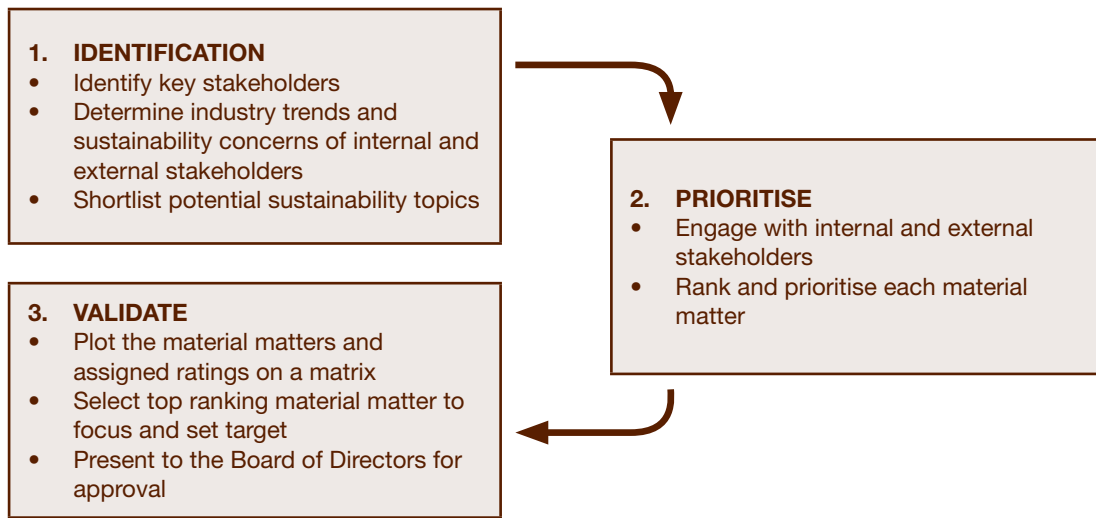 1. IDENTIFICATION
• Identify key stakeholders
• Determine industry trends and
sustainability concerns of internal and
external stakeholders
• Shortlist potential sustainability topics
2. PRIORITISE
• Engage with internal and external
stakeholders
• Rank and prioritise each material
matter
3. VALIDATE
• Plot the material matters and
assigned ratings on a matrix
• Select top ranking material matter to
focus and set target
• Present to the Board of Directors for
approval